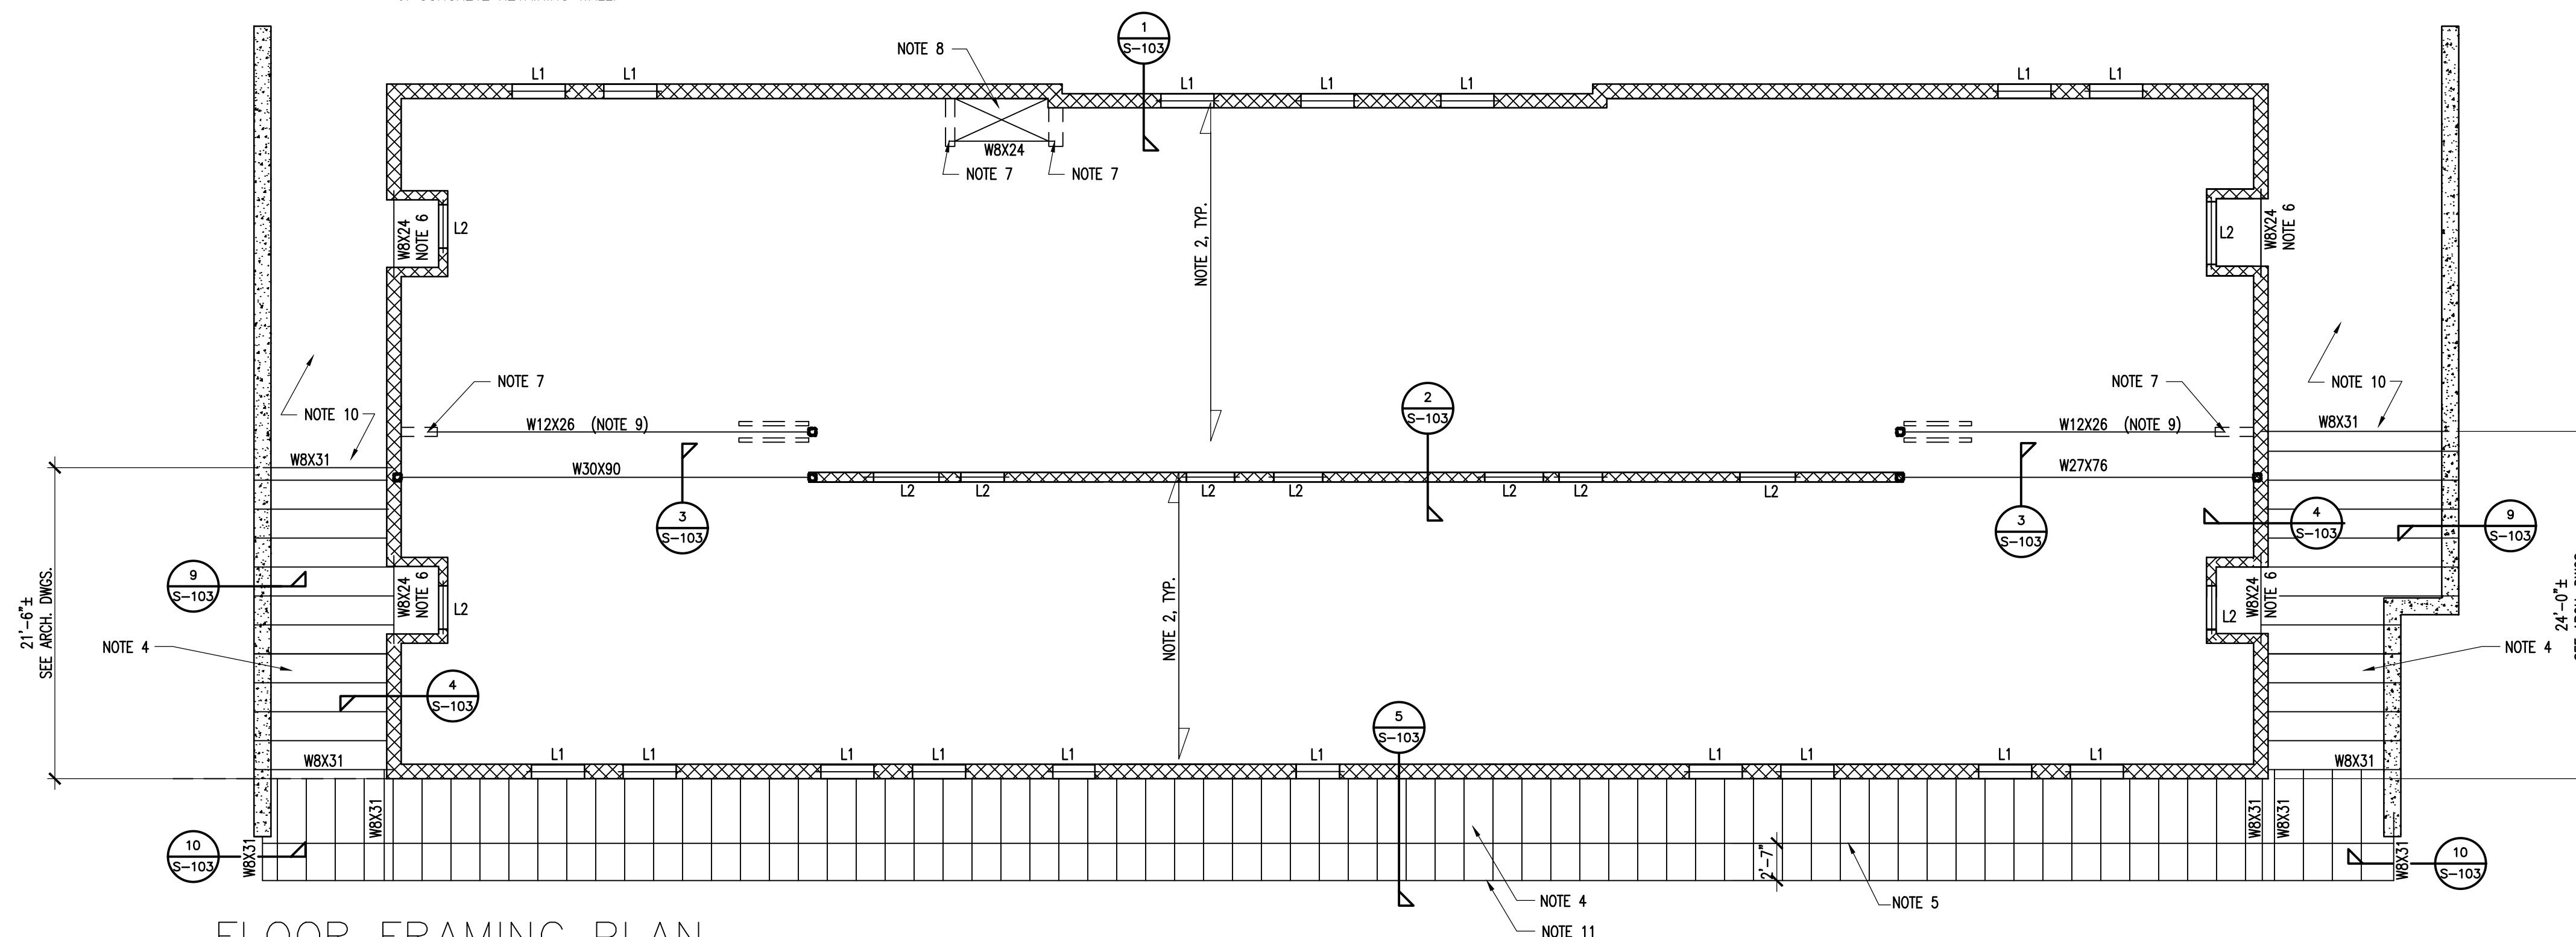 1
S-103
NOTE 8
L1
L1
L1
L1
L1
L1
L1
W8X24
NOTE 7
NOTE 7
W8X24
NOTE 6
L2
NOTE 2, TYP.
L2
W8X24
NOTE 6
NOTE 7
NOTE 10
W12X26 (NOTE 9)
2
S-103
NOTE 7
W12X26 (NOTE 9)
NOTE 10
W8X31
W8X31
W30X90
W27X76
L2
L2
L2
L2
L2
L2
L2
3
S-103
3
S-103
4
S-103
9
S-103
9
S-103
21'-6"±
SEE ARCH. DWGS.
W8X24
NOTE 6
L2
NOTE 2, TYP.
L2
W8X24
NOTE 6
24'-0"±
NOTE 4
NOTE 4
4
S-103
5
S-103
W8X31
L1
L1
L1
L1
L1
L1
L1
L1
L1
L1
W8X31
W8X31
W8X31
W8X31
10
S-103
W8X31
2'-7"
W8X31
10
S-103
NOTE 4
NOTE 5
NOTE 11
FLOOR FRAMING PLAN